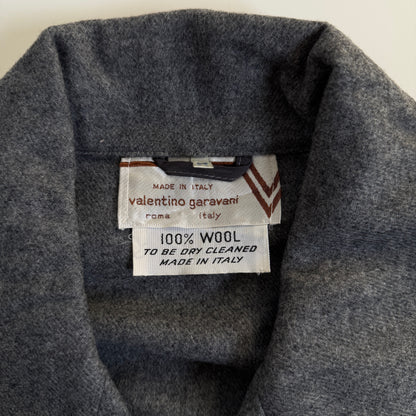 MADE IN ITALY
valentino garavani
roma italy
100% WOOL
TO BE DRY CLEANED
MADE IN ITALY